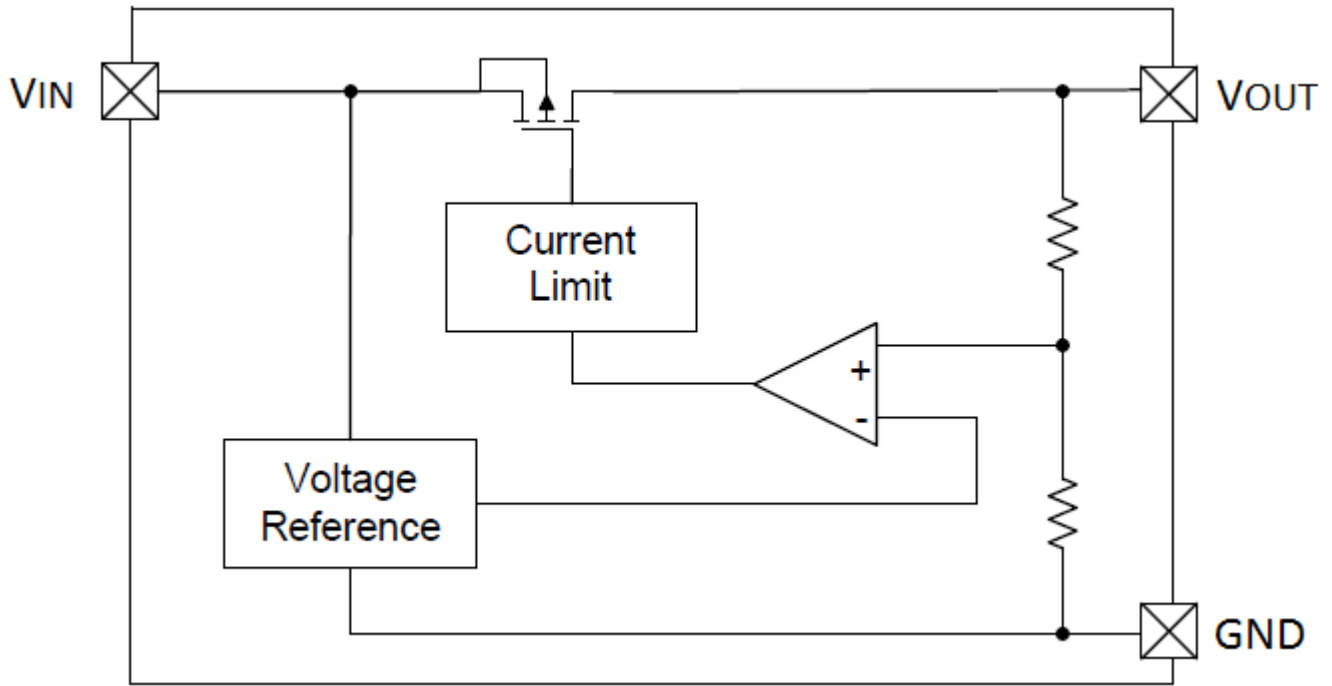 VIN
VOUT
Current
Limit
+
-
Voltage
Reference
GND